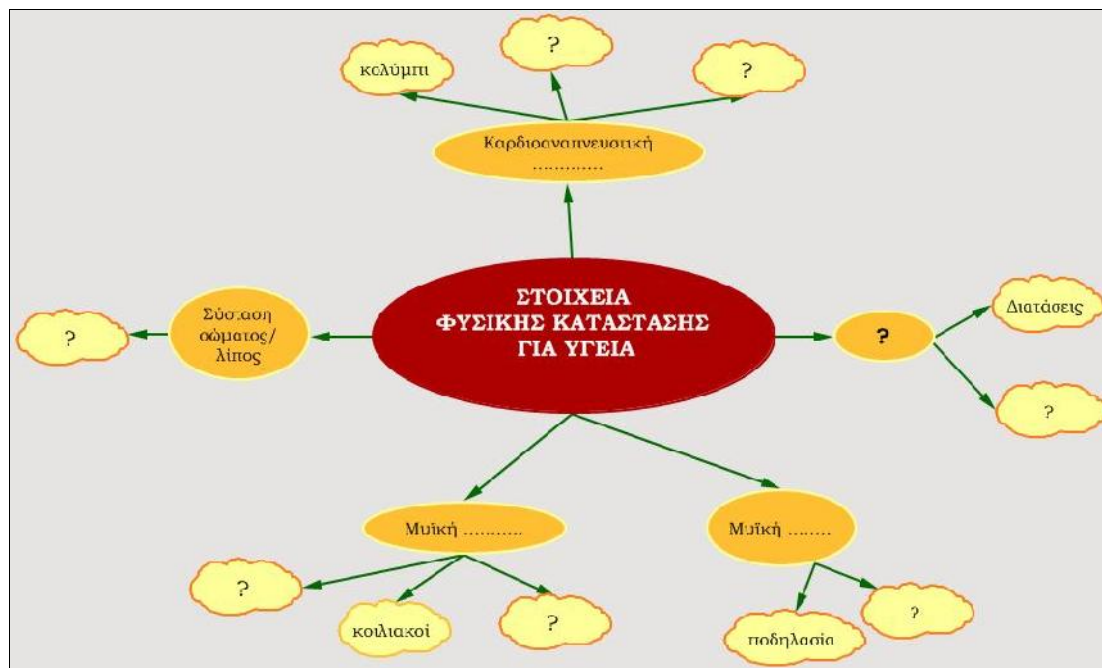 ?
κολύμπι
?
Καρδιοαναπνευστική
.............
ΣΤΟΙΧΕΙΑ
ΦΥΣΙΚΗΣ ΚΑΤΑΣΤΑΣΗΣ
ΓΙΑ ΥΓΕΙΑ
?
Σύσταση
σώματος/
λίπος
?
Διατάσεις
?
Μυϊκή ...........
?
κοιλιακοί
?
Μυϊκή ........
ποδηλασία
?